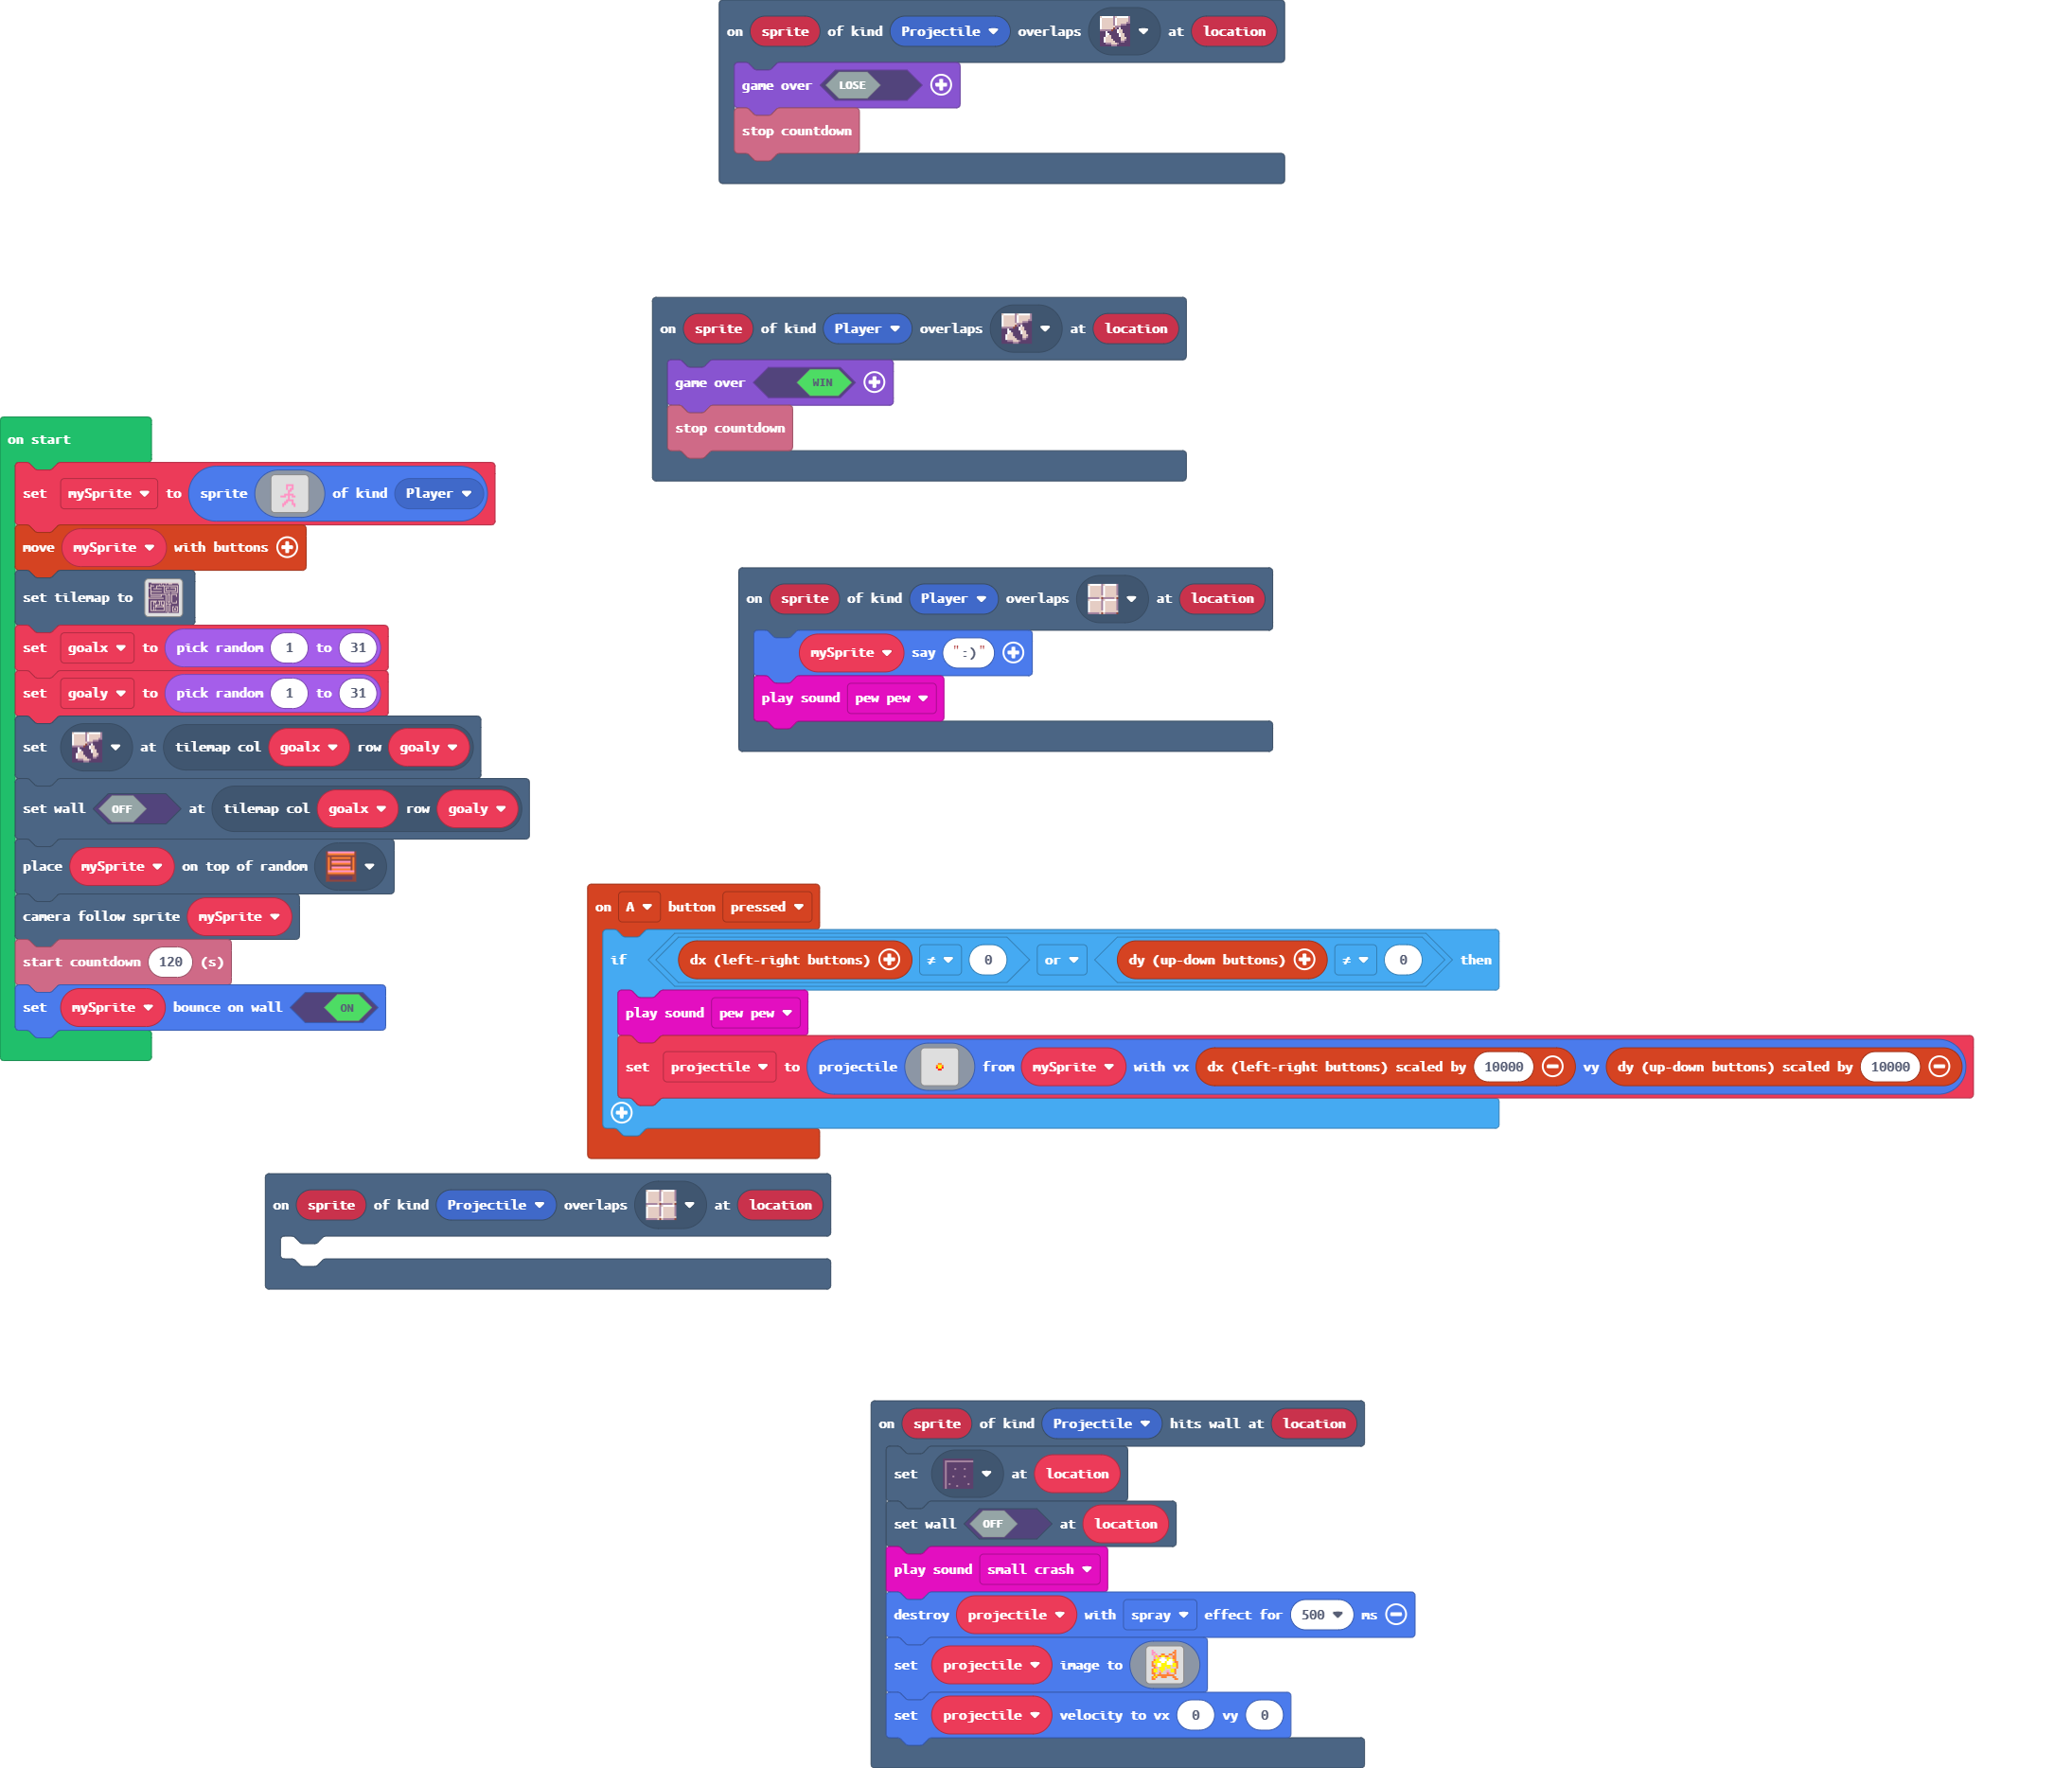 on sprite of kind Projectile overlaps at location
game over LOSE
stop countdown
on sprite of kind Player overlaps at location
game over WIN
stop countdown
on start
set mySprite to sprite of kind Player
move mySprite with buttons
set tilemap to
set goalx to pick random 1 to 31
set goaly to pick random 1 to 31
set at tilemap col goalx row goaly
set wall OFF at tilemap col goalx row goaly
place mySprite on top of random
camera follow sprite mySprite
start countdown 120 (s)
set mySprite bounce on wall ON
on sprite of kind Player overlaps at location
mySprite say ":)"
play sound pew pew
on A button pressed
if dx (left-right buttons) ≠ 0 or dy (up-down buttons) ≠ 0 then
play sound pew pew
set projectile to projectile from mySprite with vx dx (left-right buttons) scaled by 10000 vy dy (up-down buttons) scaled by 10000
on sprite of kind Projectile overlaps at location
on sprite of kind Projectile hits wall at location
set at location
set wall OFF at location
play sound small crash
destroy projectile with spray effect for 500 ms
set projectile image to
set projectile velocity to vx 0 vy 0